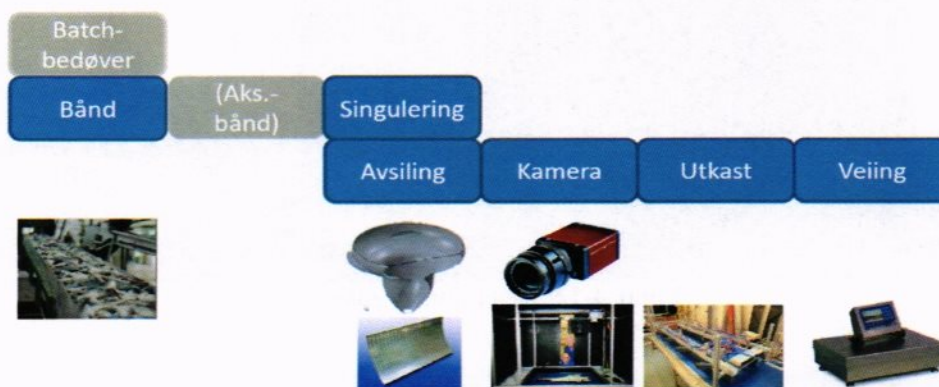 Batch-
bedøver
Bånd
(Aks.-
bånd)
Singulering
Avsiling
Kamera
Utkast
Veiing